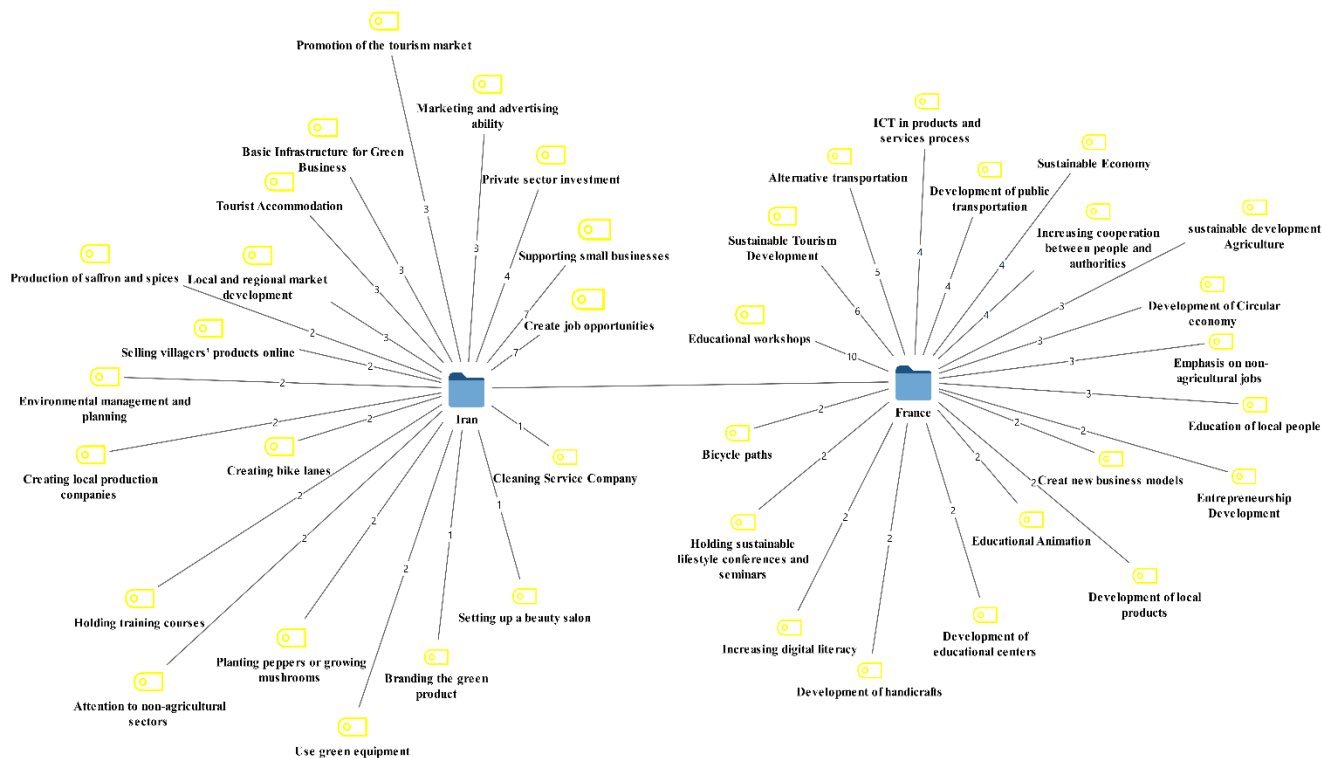 Promotion of the tourism market
Marketing and advertising
ability
Basic Infrastructure for Green
Business
Private sector investment
Tourist Accommodation
Supporting small businesses
Production of saffron and spices
Local and regional market
development
Create job opportunities
Selling villagers' products online
Environmental management and
planning
Iran
Creating local production
companies
Creating bike lanes
Cleaning Service Company
Holding training courses
Setting up a beauty salon
Planting peppers or growing
mushrooms
Branding the green
product
Attention to non-agricultural
sectors
Use green equipment
3
3
3
4
3
7
3
2
7
2
2
2
2
1
2
2
2
2
1
1
ICT in products and
services process
Sustainable Economy
Alternative transportation
Development of public
transportation
Sustainable Tourism
Development
Increasing cooperation
between people and
authorities
sustainable development
Agriculture
Development of Circular
economy
Educational workshops
Emphasis on non-
agricultural jobs
France
Education of local people
Bicycle paths
Creat new business models
Entrepreneurship
Development
Holding sustainable
lifestyle conferences and
seminars
Educational Animation
Development of local
products
Increasing digital literacy
Development of
educational centers
Development of handicrafts
4
5
4
4
4
6
3
3
10
3
3
2
2
2
2
2
2
2
2
2
2